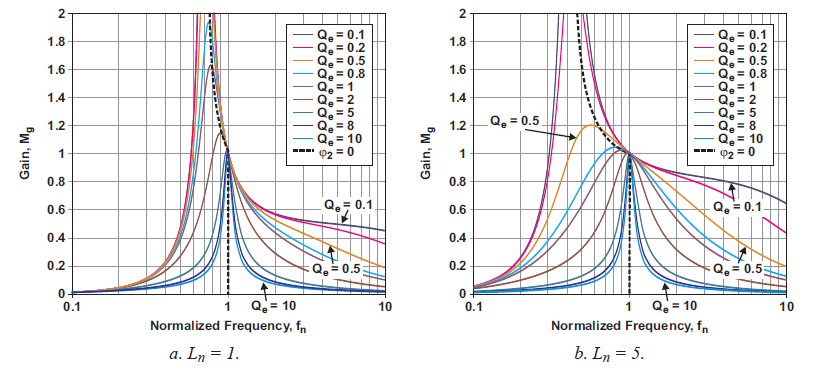 2
1.8
1.6
1.4
1.2
1
0.8
0.6
0.4
0.2
0
Gain, Mg
0.1
1
10
Normalized Frequency, fn
Qe = 0.1
Qe = 0.2
Qe = 0.5
Qe = 0.8
Qe = 1
Qe = 2
Qe = 5
Qe = 8
Qe = 10
φ2 = 0
Qe = 0.1
Qe = 0.5
Qe = 10
a. Ln = 1.
2
1.8
1.6
1.4
1.2
1
0.8
0.6
0.4
0.2
0
Gain, Mg
0.1
1
10
Normalized Frequency, fn
Qe = 0.1
Qe = 0.2
Qe = 0.5
Qe = 0.8
Qe = 1
Qe = 2
Qe = 5
Qe = 8
Qe = 10
φ2 = 0
Qe = 0.5
Qe = 0.1
Qe = 0.5
Qe = 10
b. Ln = 5.